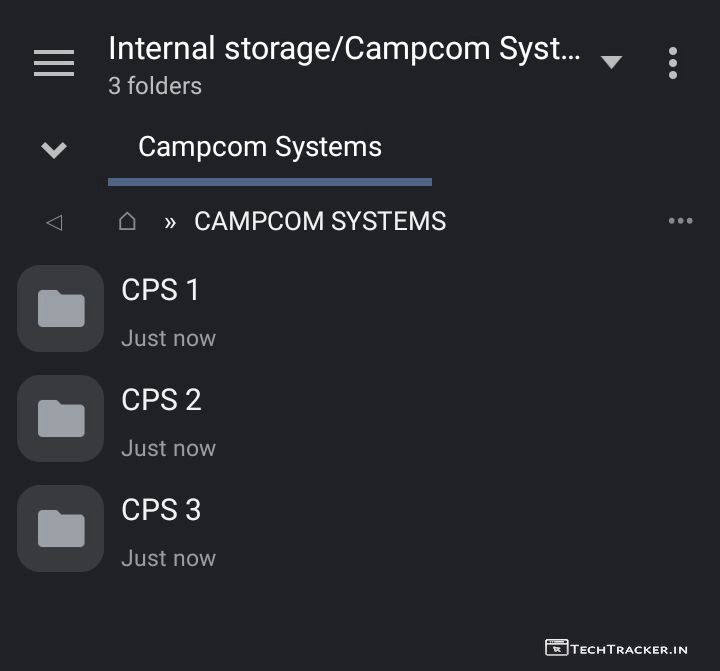 Internal storage/Campcom Syst...
3 folders
Campcom Systems
» CAMPCOM SYSTEMS
CPS 1
Just now
CPS 2
Just now
CPS 3
Just now
TECHTRACKER.IN